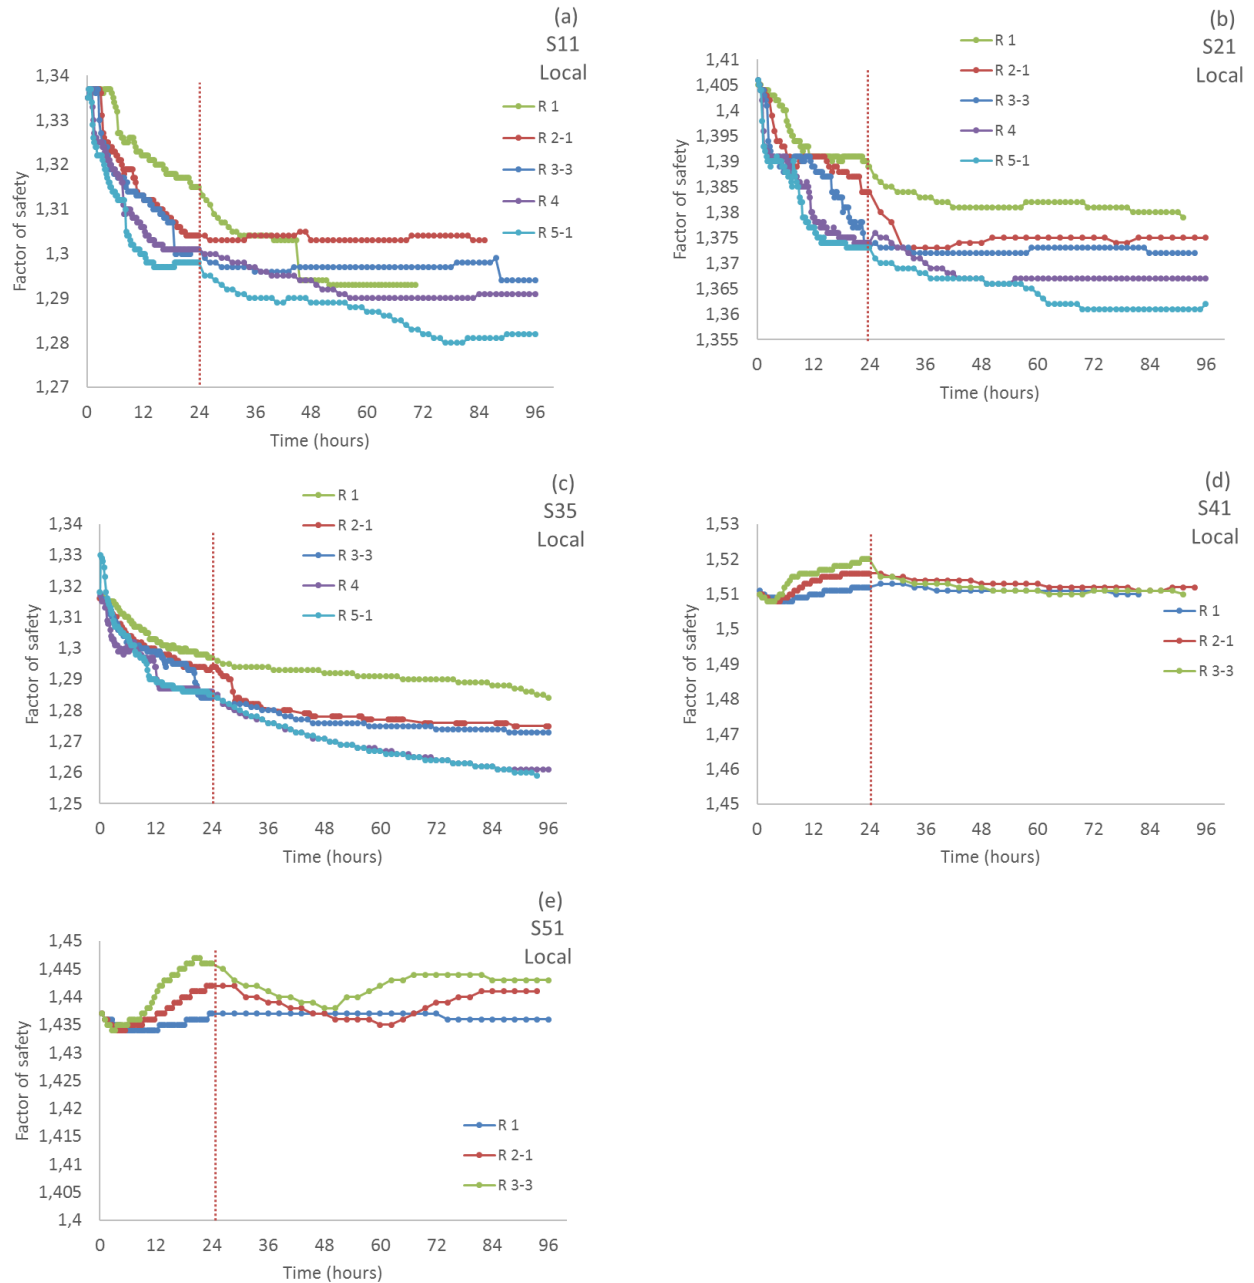 (a)
S11
Local
1,34
1,33
1,32
1,31
1,3
1,29
1,28
1,27
Factor of safety
0 12 24 36 48 60 72 84 96
Time (hours)
R 1
R 2-1
R 3-3
R 4
R 5-1
(b)
S21
Local
R 1
R 2-1
R 3-3
R 4
R 5-1
1,41
1,405
1,4
1,395
1,39
1,385
1,38
1,375
1,37
1,365
1,36
1,355
Factor of safety
0 12 24 36 48 60 72 84 96
Time (hours)
(c)
S35
Local
R 1
R 2-1
R 3-3
R 4
R 5-1
1,34
1,33
1,32
1,31
1,3
1,29
1,28
1,27
1,26
1,25
Factor of safety
0 12 24 36 48 60 72 84 96
Time (hours)
(d)
S41
Local
1,53
1,52
1,51
1,5
1,49
1,48
1,47
1,46
1,45
Factor of safety
0 12 24 36 48 60 72 84 96
Time (hours)
R 1
R 2-1
R 3-3
(e)
S51
Local
1,45
1,445
1,44
1,435
1,43
1,425
1,42
1,415
1,41
1,405
1,4
Factor of safety
0 12 24 36 48 60 72 84 96
Time (hours)
R 1
R 2-1
R 3-3